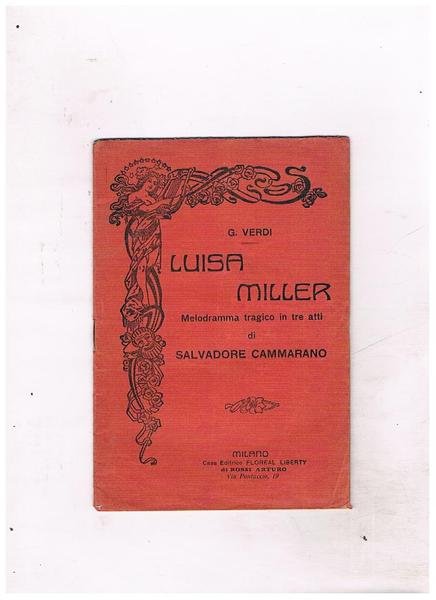 G. VERDI
LUISA
MILLER
Melodramma tragico in tre atti
di
SALVADORE CAMMARANO
MILANO
Casa Editrice FLOREAL LIBERTY
di ROSSI ARTURO
Via Pontaccio, 19